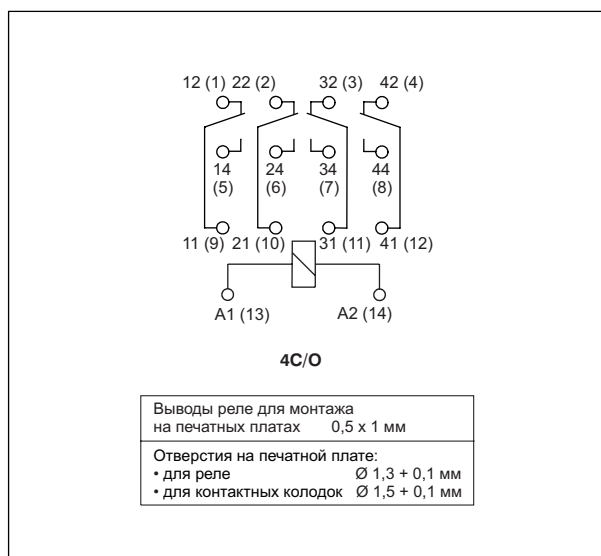 12 (1) 22 (2) 32 (3) 42 (4)
14 24 34 44
(5) (6) (7) (8)
11 (9) 21 (10) 31 (11) 41 (12)
A1 (13) A2 (14)
4C/O
Выводы реле для монтажа
на печатных платах 0,5 x 1 мм
Отверстия на печатной плате:
• для реле Ø 1,3 + 0,1 мм
• для контактных колодок Ø 1,5 + 0,1 мм